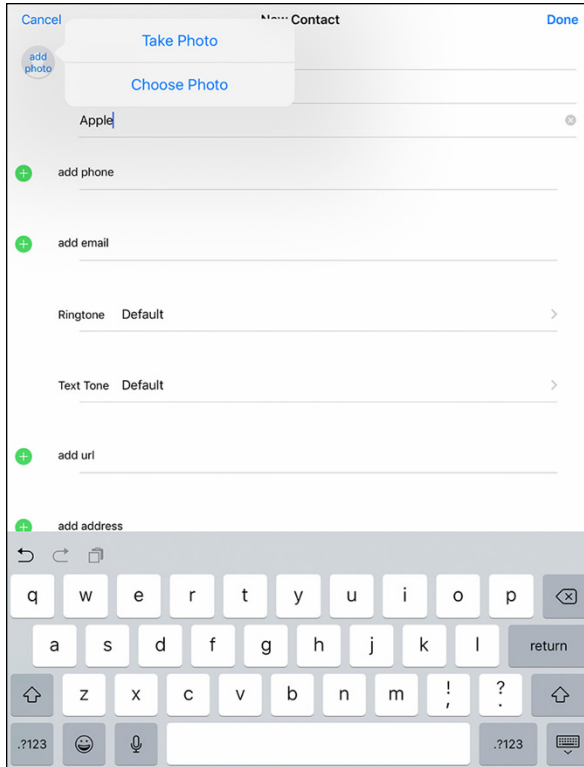 Cancel New Contact Done
Take Photo
add
photo
Choose Photo
Apple
add phone
add email
Ringtone Default
Text Tone Default
add url
add address
q w e r t y u i o p
a s d f g h j k l return
z x c v b n m ! , ? .
.?123 .?123